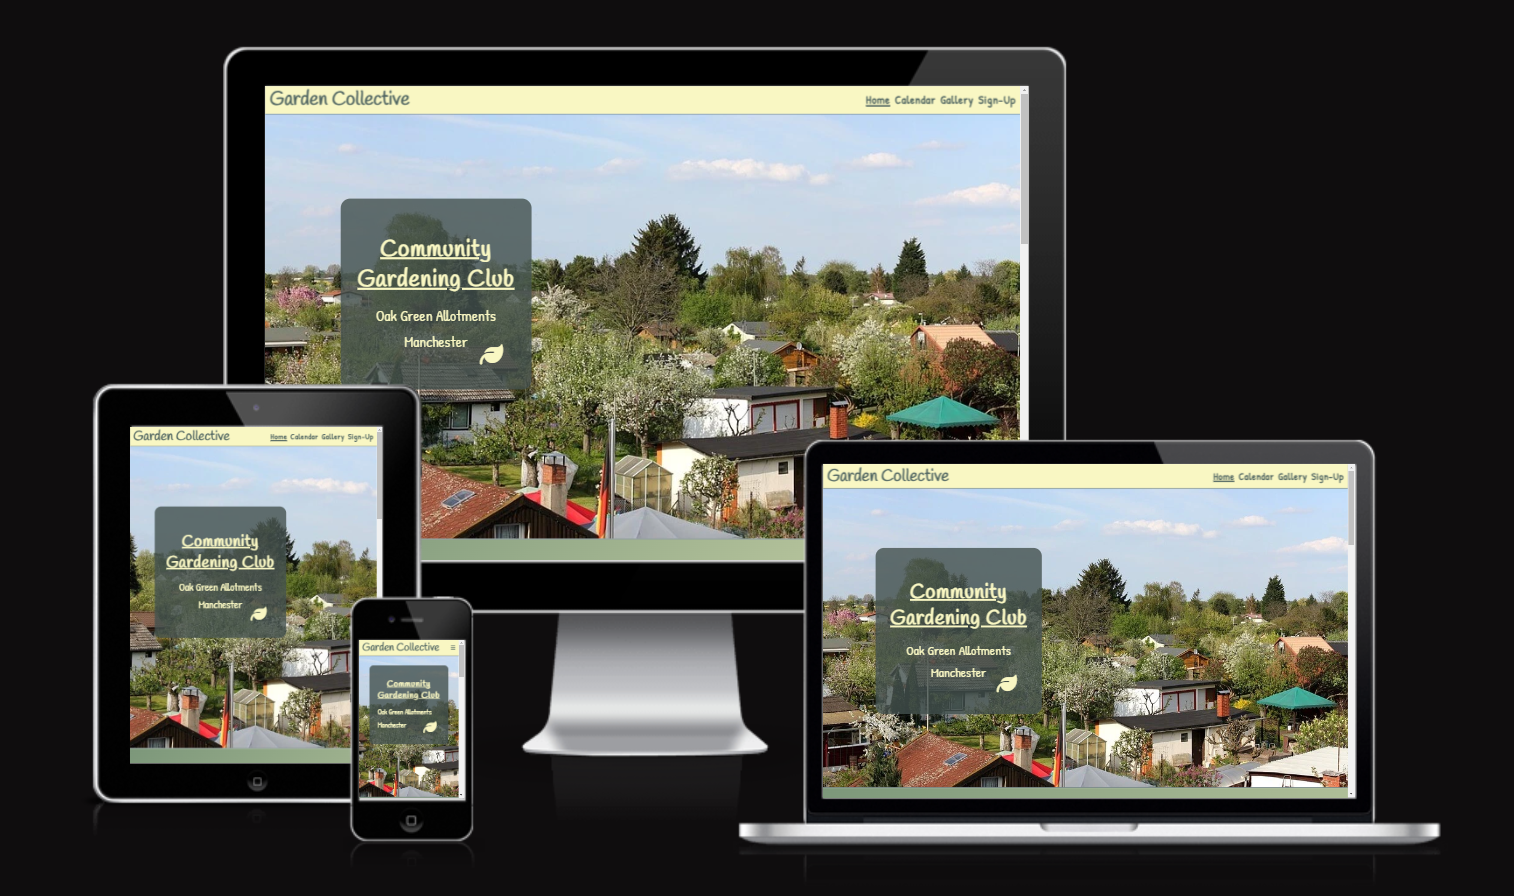 Garden Collective
Home Calendar Gallery Sign-Up
Community
Gardening Club
Oak Green Allotments
Manchester
Garden Collective
Home Calendar Gallery Sign-Up
Community
Gardening Club
Oak Green Allotments
Manchester
Garden Collective
Community
Gardening Club
Oak Green Allotments
Manchester
Garden Collective
Home Calendar Gallery Sign-Up
Community
Gardening Club
Oak Green Allotments
Manchester